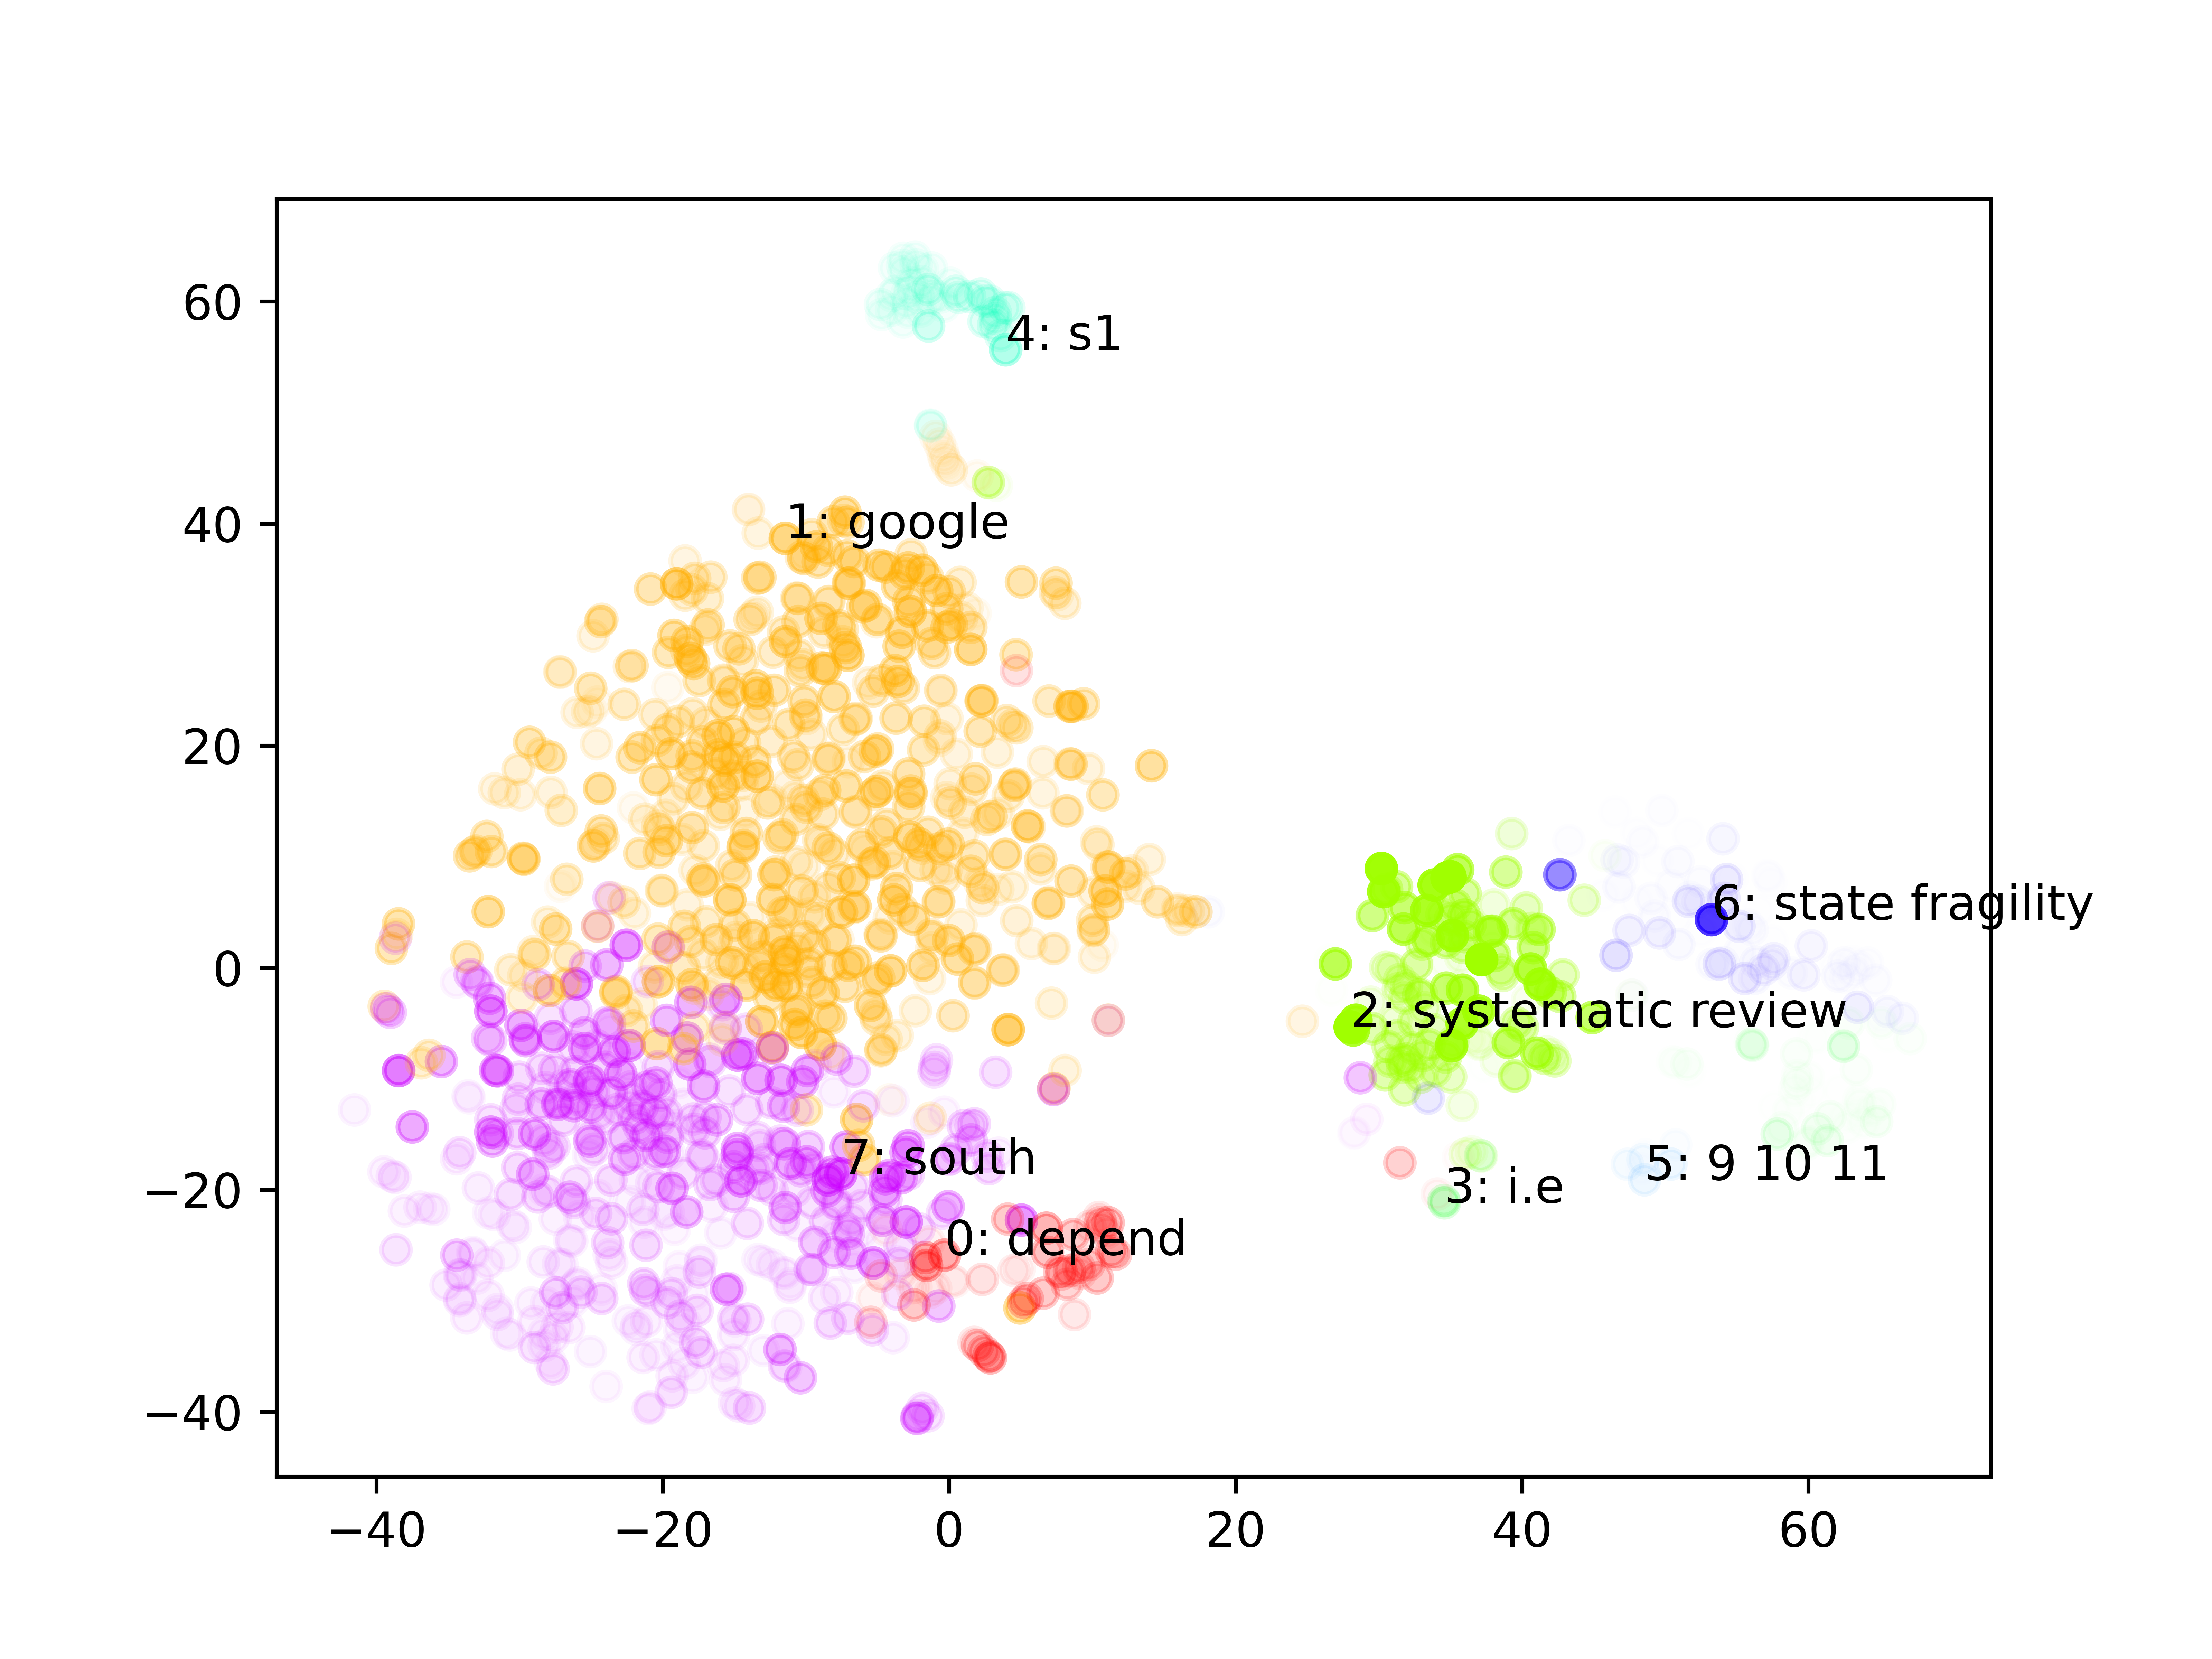 60
4: s1
1: google
40
20
6: state fragility
0
2: systematic review
7: south
5: 9 10 11
−20
3: i.e
0: depend
−40
−40
−20
0
20
40
60